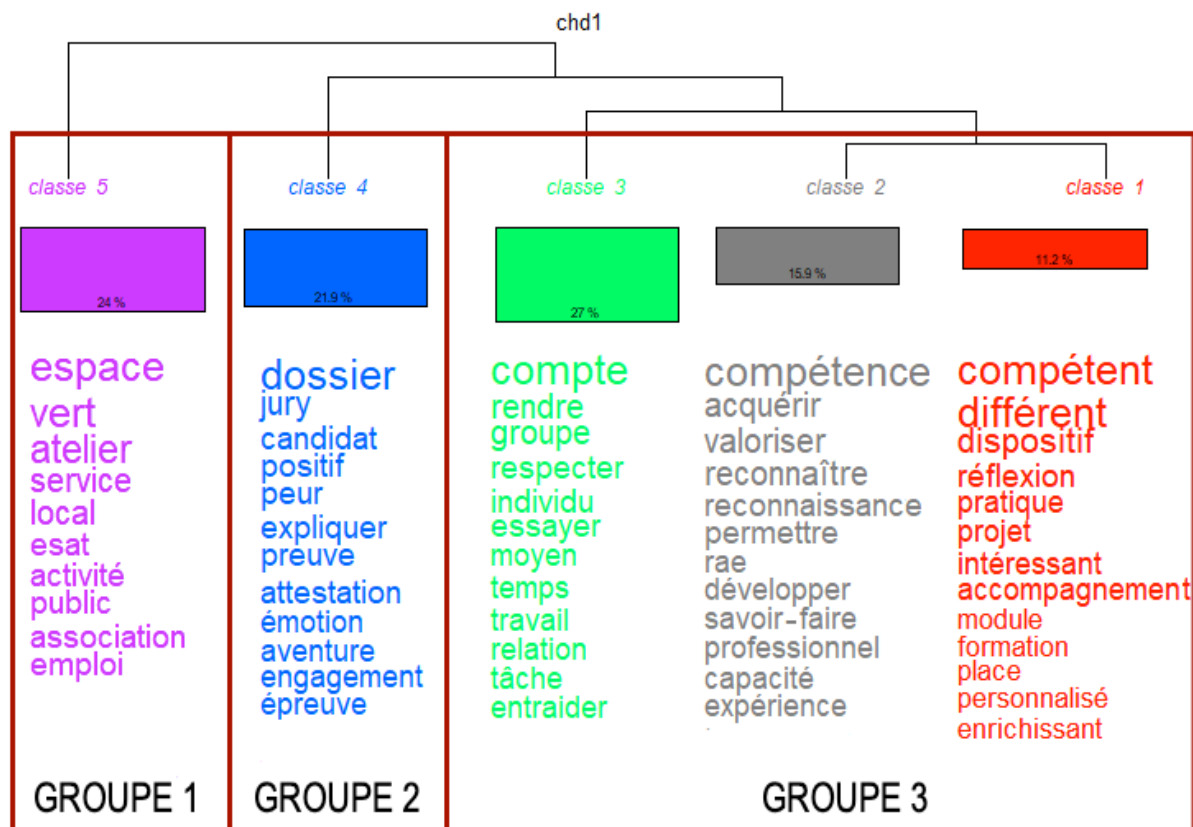 chd1
classe 5
classe 4
classe 3
classe 2
classe 1
24 %
21.9 %
27 %
15.9 %
11.2 %
espace
vert
atelier
service
local
esat
activité
public
association
emploi
dossier
jury
candidat
positif
peur
expliquer
preuve
attestation
émotion
aventure
engagement
épreuve
compte
rendre
groupe
respecter
individu
essayer
moyen
temps
travail
relation
tâche
entraider
compétence
acquérir
valoriser
reconnaître
reconnaissance
permettre
rae
développer
savoir-faire
professionnel
capacité
expérience
compétent
différent
dispositif
réflexion
pratique
projet
intéressant
accompagnement
module
formation
place
personnalisé
enrichissant
GROUPE 1
GROUPE 2
GROUPE 3